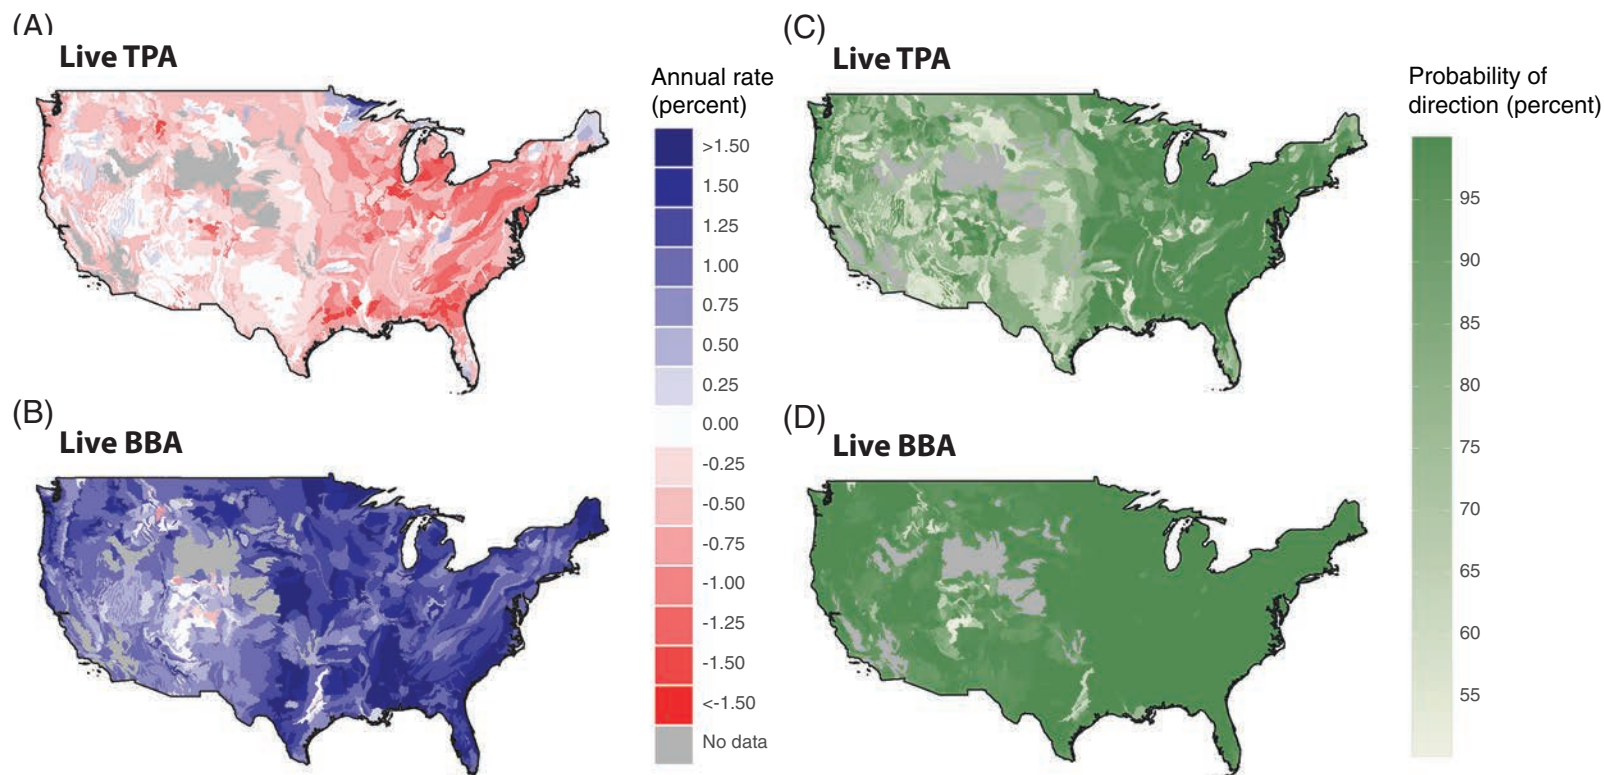 (A)
Live TPA
Annual rate
(percent)
>1.50
1.50
1.25
1.00
0.75
0.50
0.25
0.00
-0.25
-0.50
-0.75
-1.00
-1.25
-1.50
<-1.50
No data
(B)
Live BBA
(C)
Live TPA
Probability of
direction (percent)
95
90
85
80
75
70
65
60
55
(D)
Live BBA